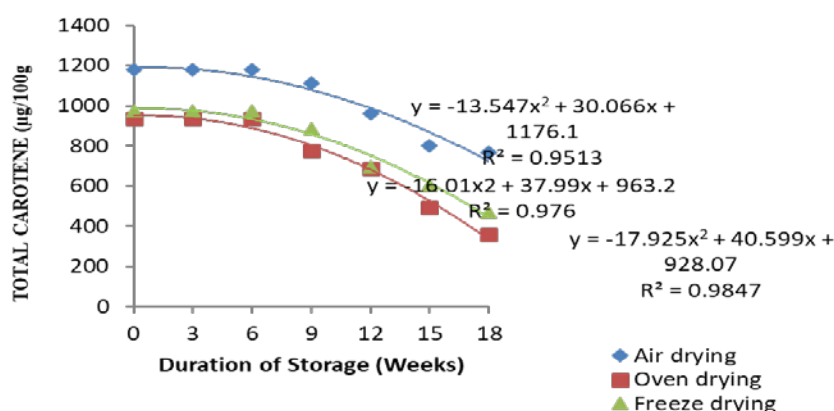 1400
1200
1000
800
600
400
200
0
TOTAL CAROTENE (µg/100g
y = -13.547x² + 30.066x +
1176.1
R² = 0.9513
y = -16.01x2 + 37.99x + 963.2
R² = 0.976
y = -17.925x² + 40.599x +
928.07
R² = 0.9847
0 3 6 9 12 15 18
Duration of Storage (Weeks)
Air drying
Oven drying
Freeze drying